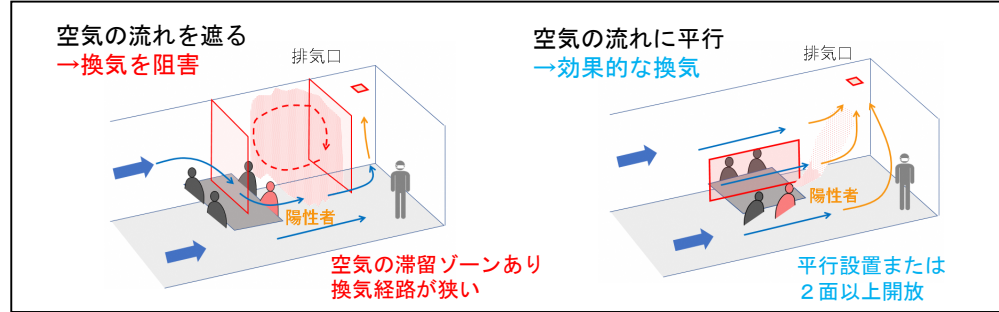 空気の流れを遮る
→換気を阻害
排気口
陽性者
空気の滞留ゾーンあり
換気経路が狭い
空気の流れに平行
→効果的な換気
排気口
陽性者
平行設置または
２面以上開放